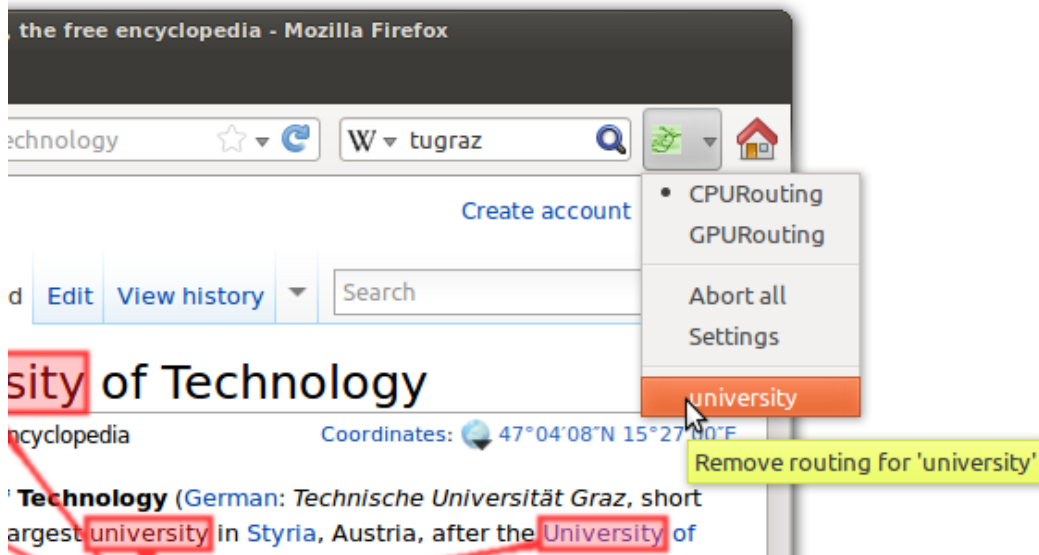 , the free encyclopedia - Mozilla Firefox
echnology W tugraz
CPURouting
Create account
GPURouting
d Edit View history Search
Abort all
Settings
sity of Technology
university
ncyclopedia Coordinates: 47°04′08″N 15°27′00″E
Remove routing for 'university'
Technology (German: Technische Universität Graz, short
argest university in Styria, Austria, after the University of